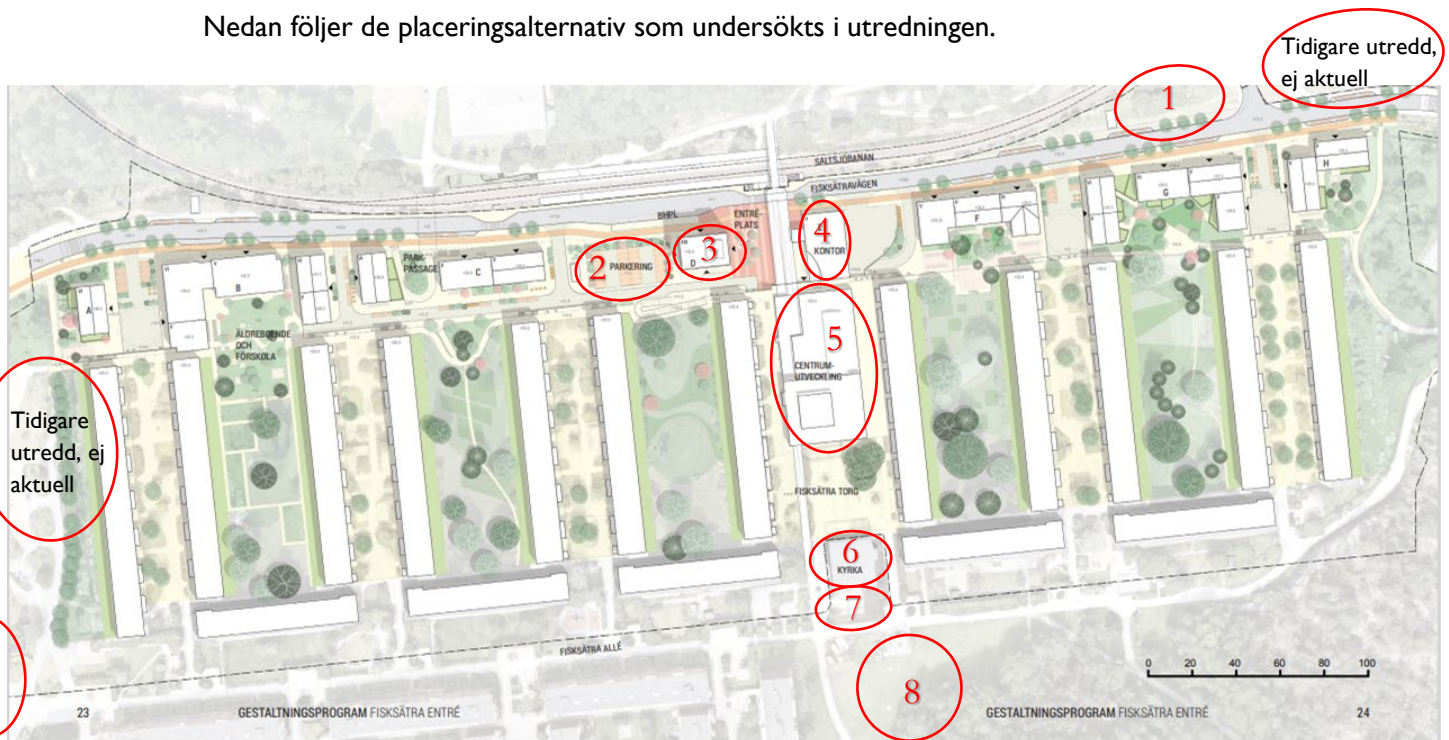 Nedan följer de placeringsalternativ som undersökts i utredningen.
Tidigare utredd,
ej aktuell
1
SALTSJÖBANAN
FISKSÄTRAVÄGEN
BHPL
ENTRÉ-
PLATS
4
KONTOR
F
G
H
PARK-
PASSAGE
C
2
PARKERING
3
D
A
B
ÄLDREBOENDE
OCH
FÖRSKOLA
5
CENTRUM-
UTVECKLING
Tidigare
utredd, ej
aktuell
FISKSÄTRA TORG
6
KYRKA
7
FISKSÄTRA ALLÉ
8
0 20 40 60 80 100
23 GESTALTNINGSPROGRAM FISKSÄTRA ENTRÉ
GESTALTNINGSPROGRAM FISKSÄTRA ENTRÉ 24